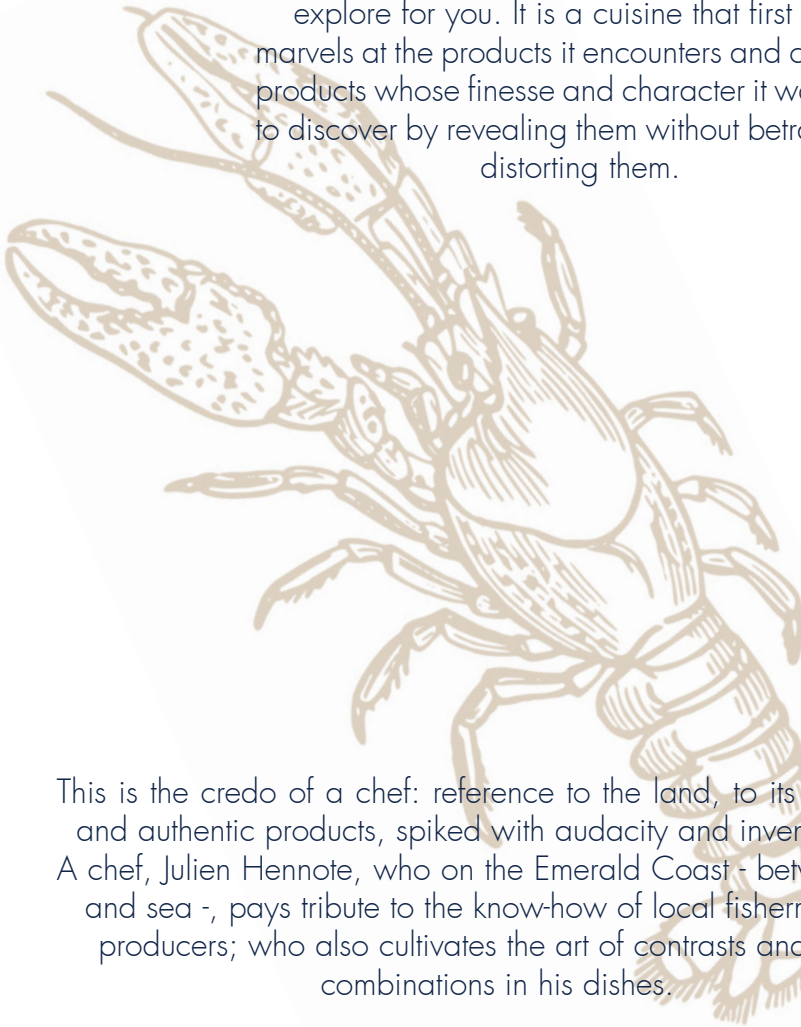 explore for you. It is a cuisine that first
marvels at the products it encounters and
products whose finesse and character it
to discover by revealing them without
distorting them.
This is the credo of a chef: reference to the land, to its
and authentic products, spiked with audacity and
A chef, Julien Hennote, who on the Emerald Coast -
and sea -, pays tribute to the know-how of local
producers; who also cultivates the art of contrasts
combinations in his dishes.